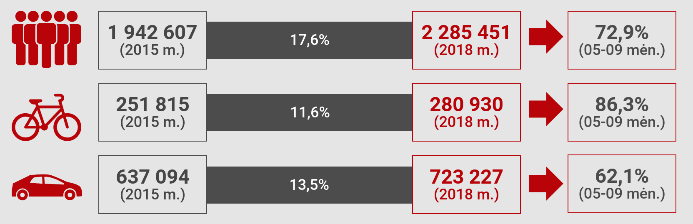 1 942 607
(2015 m.)
17,6%
2 285 451
(2018 m.)
72,9%
(05-09 mėn.)
251 815
(2015 m.)
11,6%
280 930
(2018 m.)
86,3%
(05-09 mėn.)
637 094
(2015 m.)
13,5%
723 227
(2018 m.)
62,1%
(05-09 mėn.)